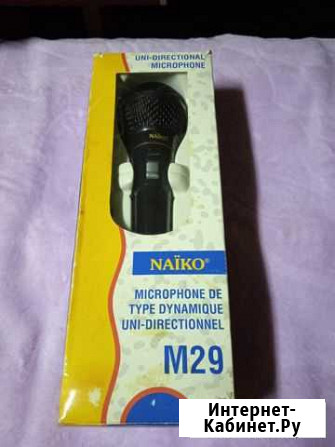 UNI-DIRECTIONAL
MICROPHONE
NAÏKO
NAÏKO®
MICROPHONE DE
TYPE DYNAMIQUE
UNI-DIRECTIONNEL
M29
Интернет-
Кабинет.Ру